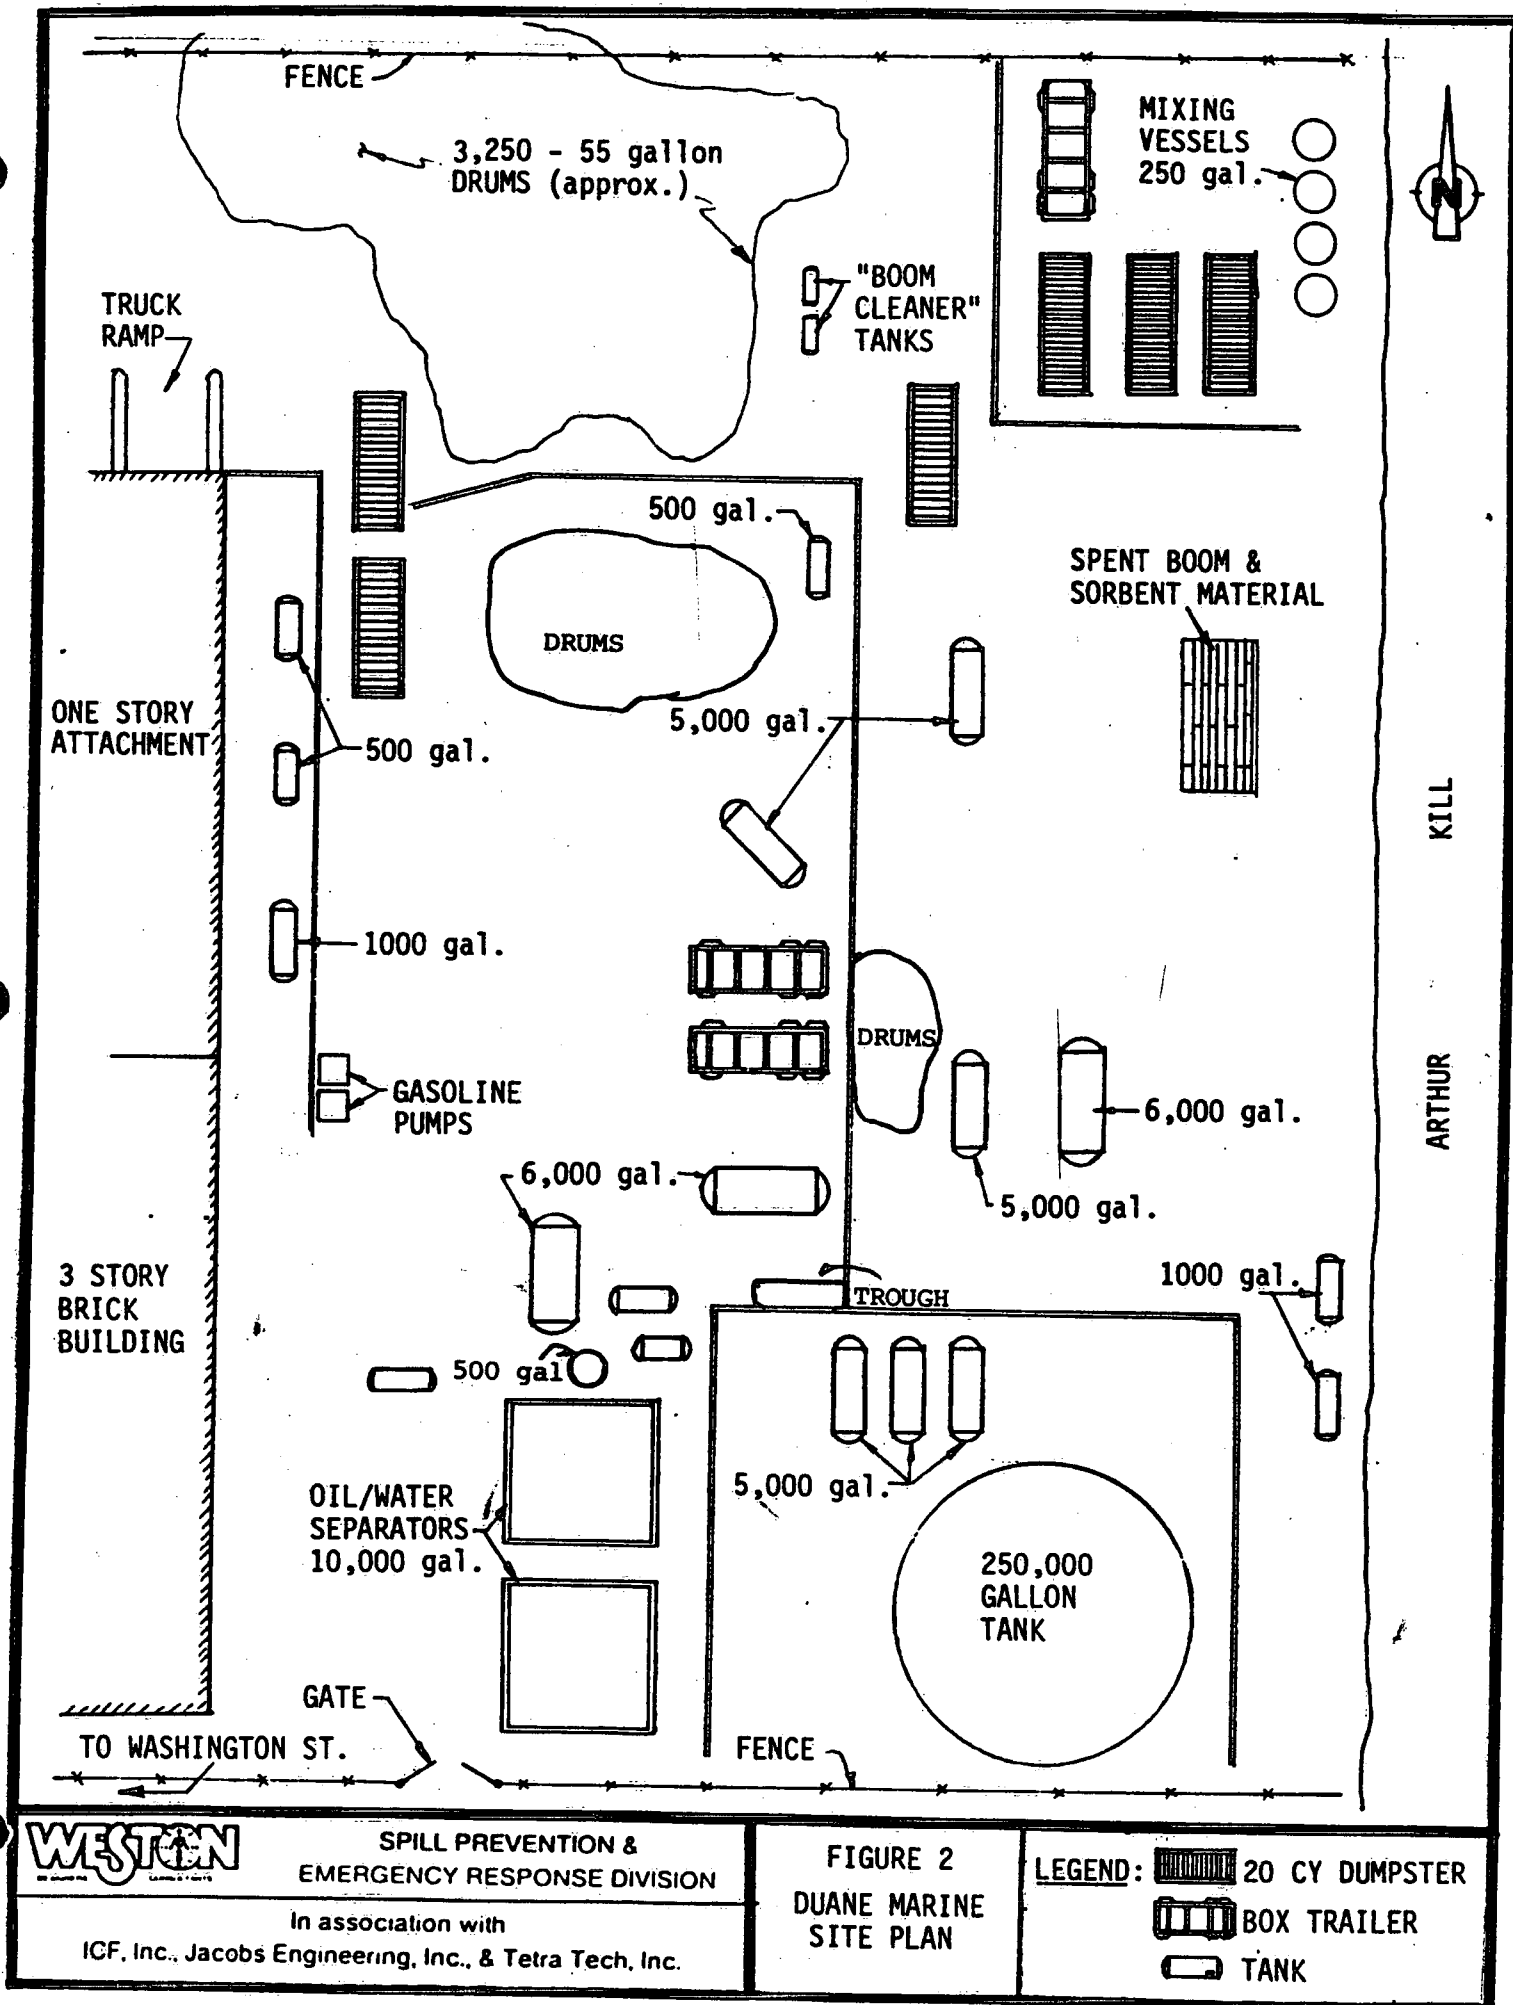 FENCE
3,250 - 55 gallon
DRUMS (approx.)
MIXING
VESSELS
250 gal.
N
"BOOM
CLEANER"
TANKS
TRUCK
RAMP
500 gal.
SPENT BOOM &
SORBENT MATERIAL
DRUMS
5,000 gal.
ONE STORY
ATTACHMENT
500 gal.
KILL
1000 gal.
DRUMS
GASOLINE
PUMPS
6,000 gal.
ARTHUR
6,000 gal.
5,000 gal.
3 STORY
BRICK
BUILDING
1000 gal.
TROUGH
500 gal
5,000 gal.
OIL/WATER
SEPARATORS
10,000 gal.
250,000
GALLON
TANK
GATE
TO WASHINGTON ST.
FENCE
WESTON
SPILL PREVENTION &
EMERGENCY RESPONSE DIVISION
In association with
ICF, Inc., Jacobs Engineering, Inc., & Tetra Tech, Inc.
FIGURE 2
DUANE MARINE
SITE PLAN
LEGEND:
20 CY DUMPSTER
BOX TRAILER
TANK